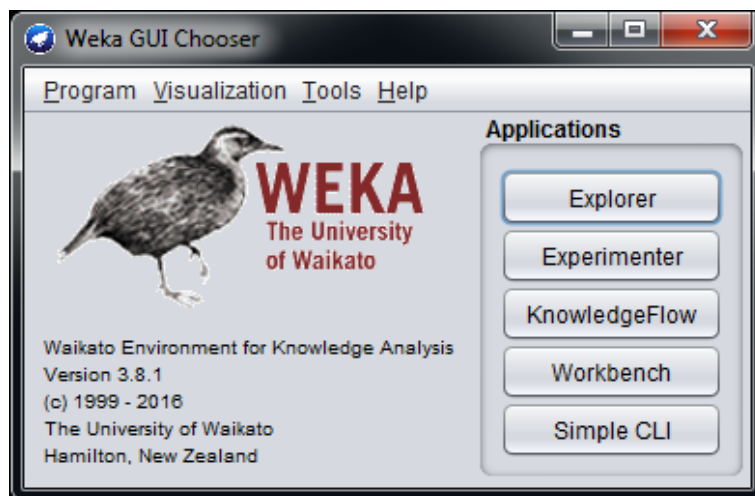 Weka GUI Chooser
Program Visualization Tools Help
WEKA
The University
of Waikato
Waikato Environment for Knowledge Analysis
Version 3.8.1
(c) 1999 - 2016
The University of Waikato
Hamilton, New Zealand
Applications
Explorer
Experimenter
KnowledgeFlow
Workbench
Simple CLI